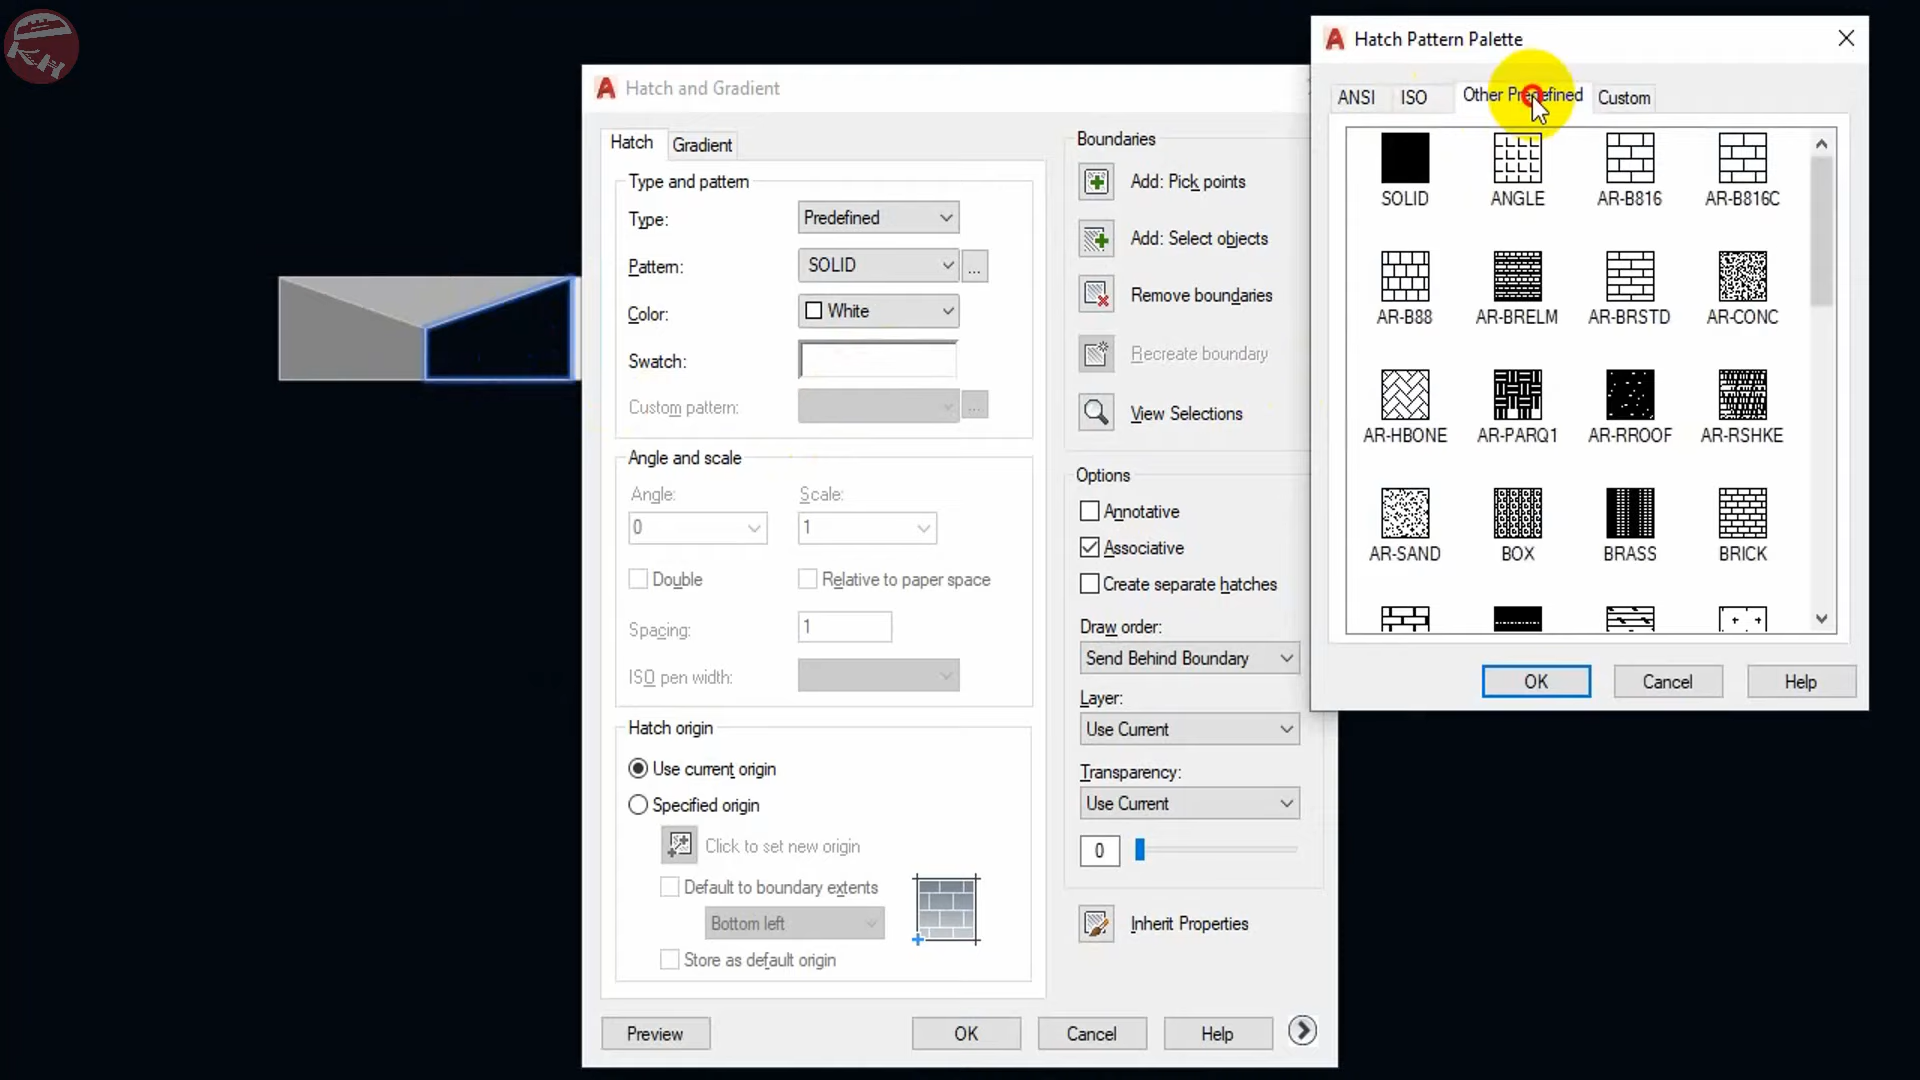 KH
Hatch and Gradient
Hatch
Gradient
Type and pattern
Type:
Predefined
Pattern:
SOLID
...
Color:
White
Swatch:
Custom pattern:
...
Angle and scale
Angle:
Scale:
0
1
Double
Relative to paper space
Spacing:
1
ISO pen width:
Hatch origin
Use current origin
Specified origin
Click to set new origin
Default to boundary extents
Bottom left
Store as default origin
Preview
OK
Cancel
Help
Boundaries
Add: Pick points
Add: Select objects
Remove boundaries
Recreate boundary
View Selections
Options
Annotative
Associative
Create separate hatches
Draw order:
Send Behind Boundary
Layer:
Use Current
Transparency:
Use Current
0
Inherit Properties
Hatch Pattern Palette
ANSI
ISO
Other Predefined
Custom
SOLID
ANGLE
AR-B816
AR-B816C
AR-B88
AR-BRELM
AR-BRSTD
AR-CONC
AR-HBONE
AR-PARQ1
AR-RROOF
AR-RSHKE
AR-SAND
BOX
BRASS
BRICK
OK
Cancel
Help